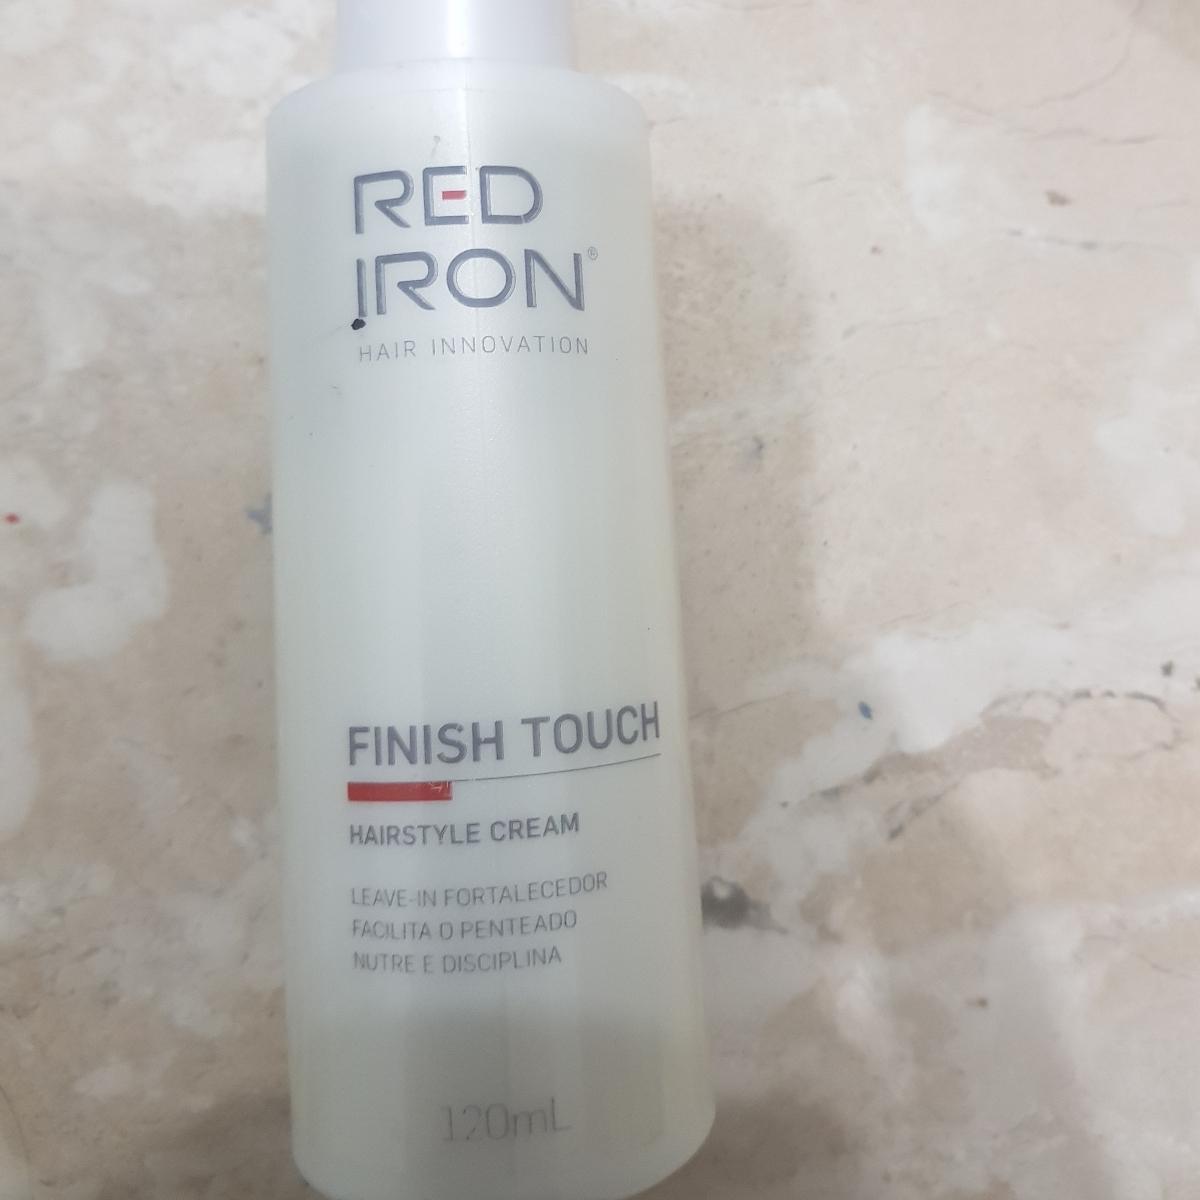 RED
IRON®
HAIR INNOVATION
FINISH TOUCH
HAIRSTYLE CREAM
LEAVE-IN FORTALECEDOR
FACILITA O PENTEADO
NUTRE E DISCIPLINA
120mL